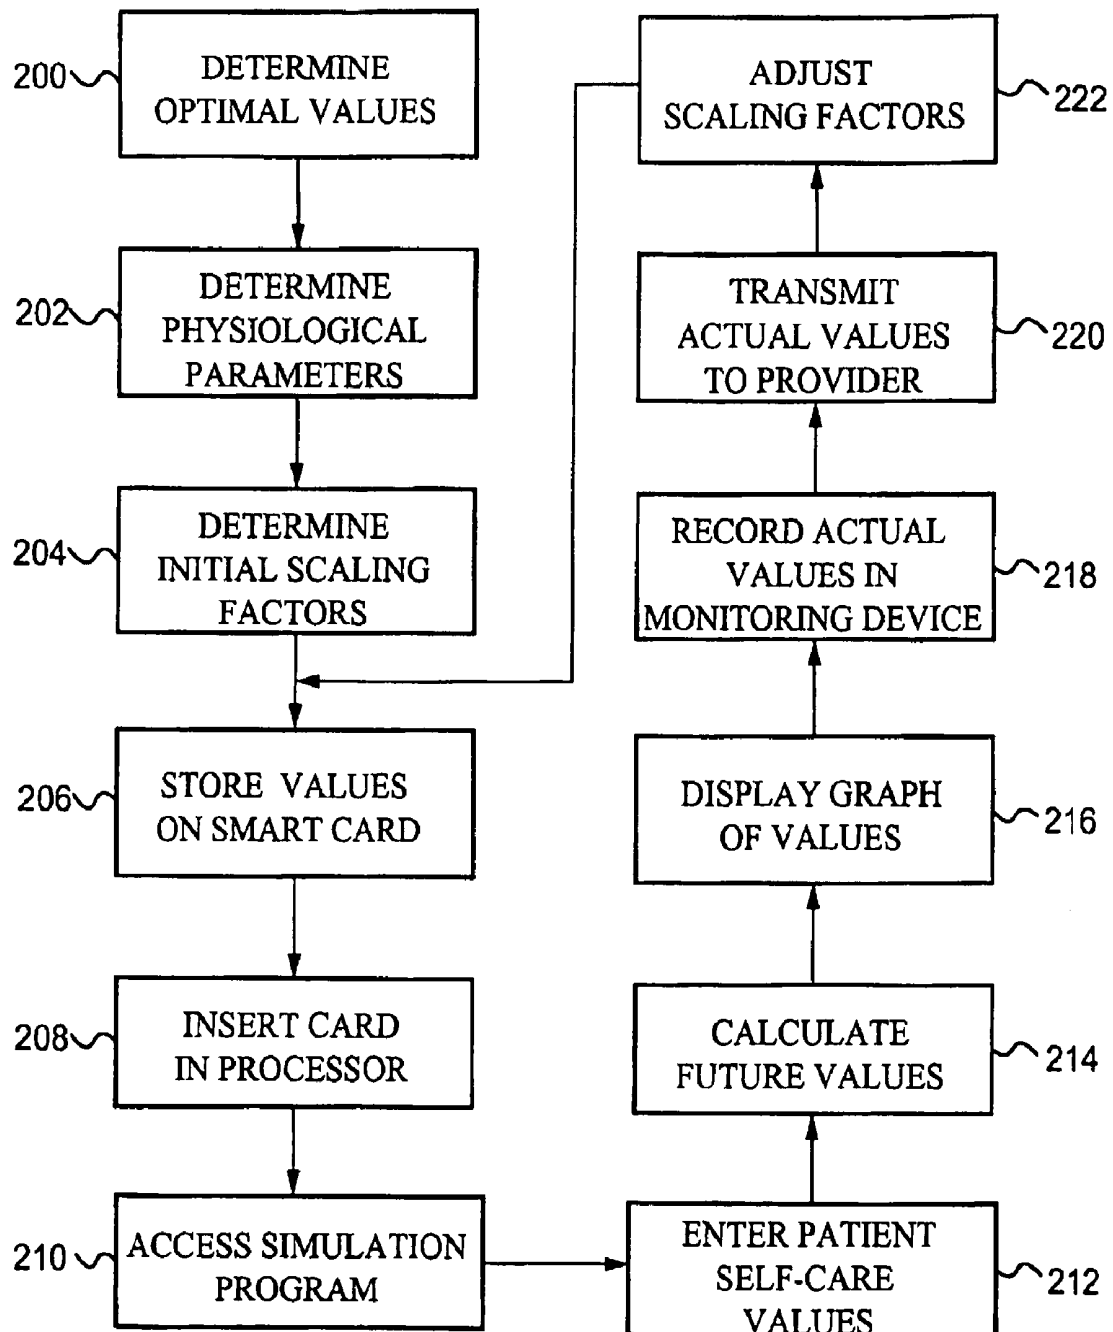 200
DETERMINE
OPTIMAL VALUES
202
DETERMINE
PHYSIOLOGICAL
PARAMETERS
204
DETERMINE
INITIAL SCALING
FACTORS
206
STORE VALUES
ON SMART CARD
208
INSERT CARD
IN PROCESSOR
210
ACCESS SIMULATION
PROGRAM
ENTER PATIENT
SELF-CARE
VALUES
212
CALCULATE
FUTURE VALUES
214
DISPLAY GRAPH
OF VALUES
216
RECORD ACTUAL
VALUES IN
MONITORING DEVICE
218
TRANSMIT
ACTUAL VALUES
TO PROVIDER
220
ADJUST
SCALING FACTORS
222